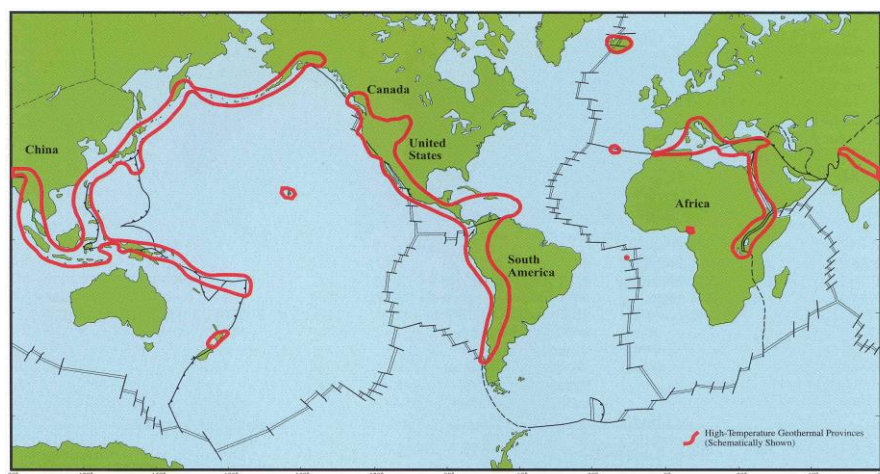 Canada
China
United
States
Africa
South
America
High-Temperature Geothermal Provinces
(Schematically Shown)